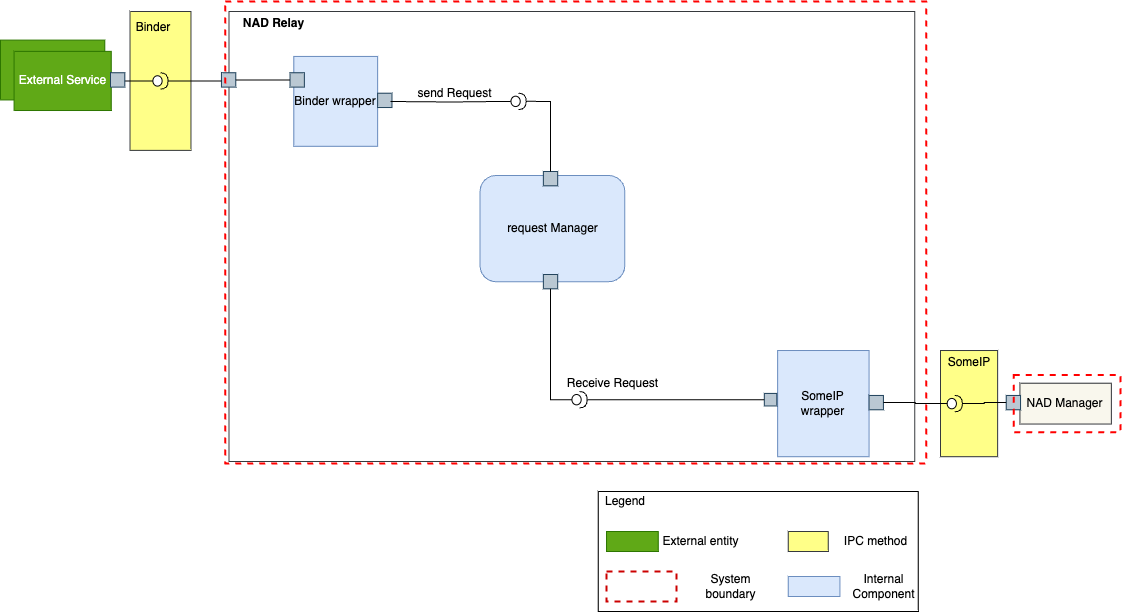 NAD Relay
Binder
External Service
Binder wrapper
send Request
request Manager
Receive Request
SomeIP
wrapper
SomeIP
NAD Manager
Legend
External entity
IPC method
System
boundary
Internal
Component